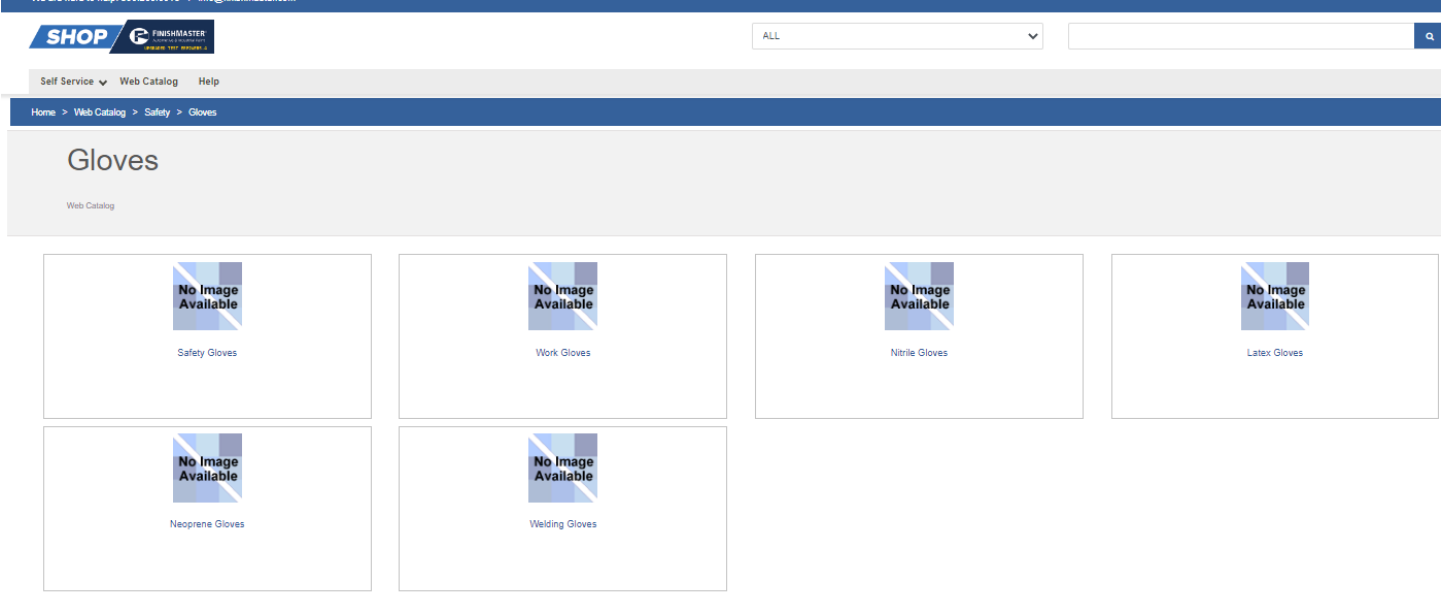 SHOP FINISHMASTER
ALL
Self Service Web Catalog Help
Home > Web Catalog > Safety > Gloves
Gloves
Web Catalog
No Image Available
Safety Gloves
No Image Available
Work Gloves
No Image Available
Nitrile Gloves
No Image Available
Latex Gloves
No Image Available
Neoprene Gloves
No Image Available
Welding Gloves